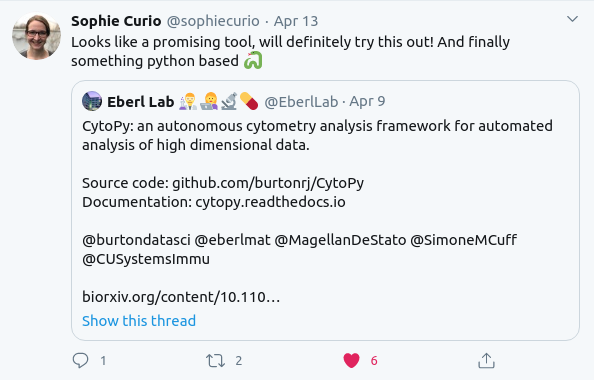 Sophie Curio @sophiecurio · Apr 13
Looks like a promising tool, will definitely try this out! And finally
something python based 🐍
Eberl Lab 👨‍🔬👩‍💻🔬💊 @EberlLab · Apr 9
CytoPy: an autonomous cytometry analysis framework for automated
analysis of high dimensional data.
Source code: github.com/burtonrj/CytoPy
Documentation: cytopy.readthedocs.io
@burtondatasci @eberlmat @MagellanDeStato @SimoneMCuff
@CUSystemsImmu
biorxiv.org/content/10.110…
Show this thread
1 2 6